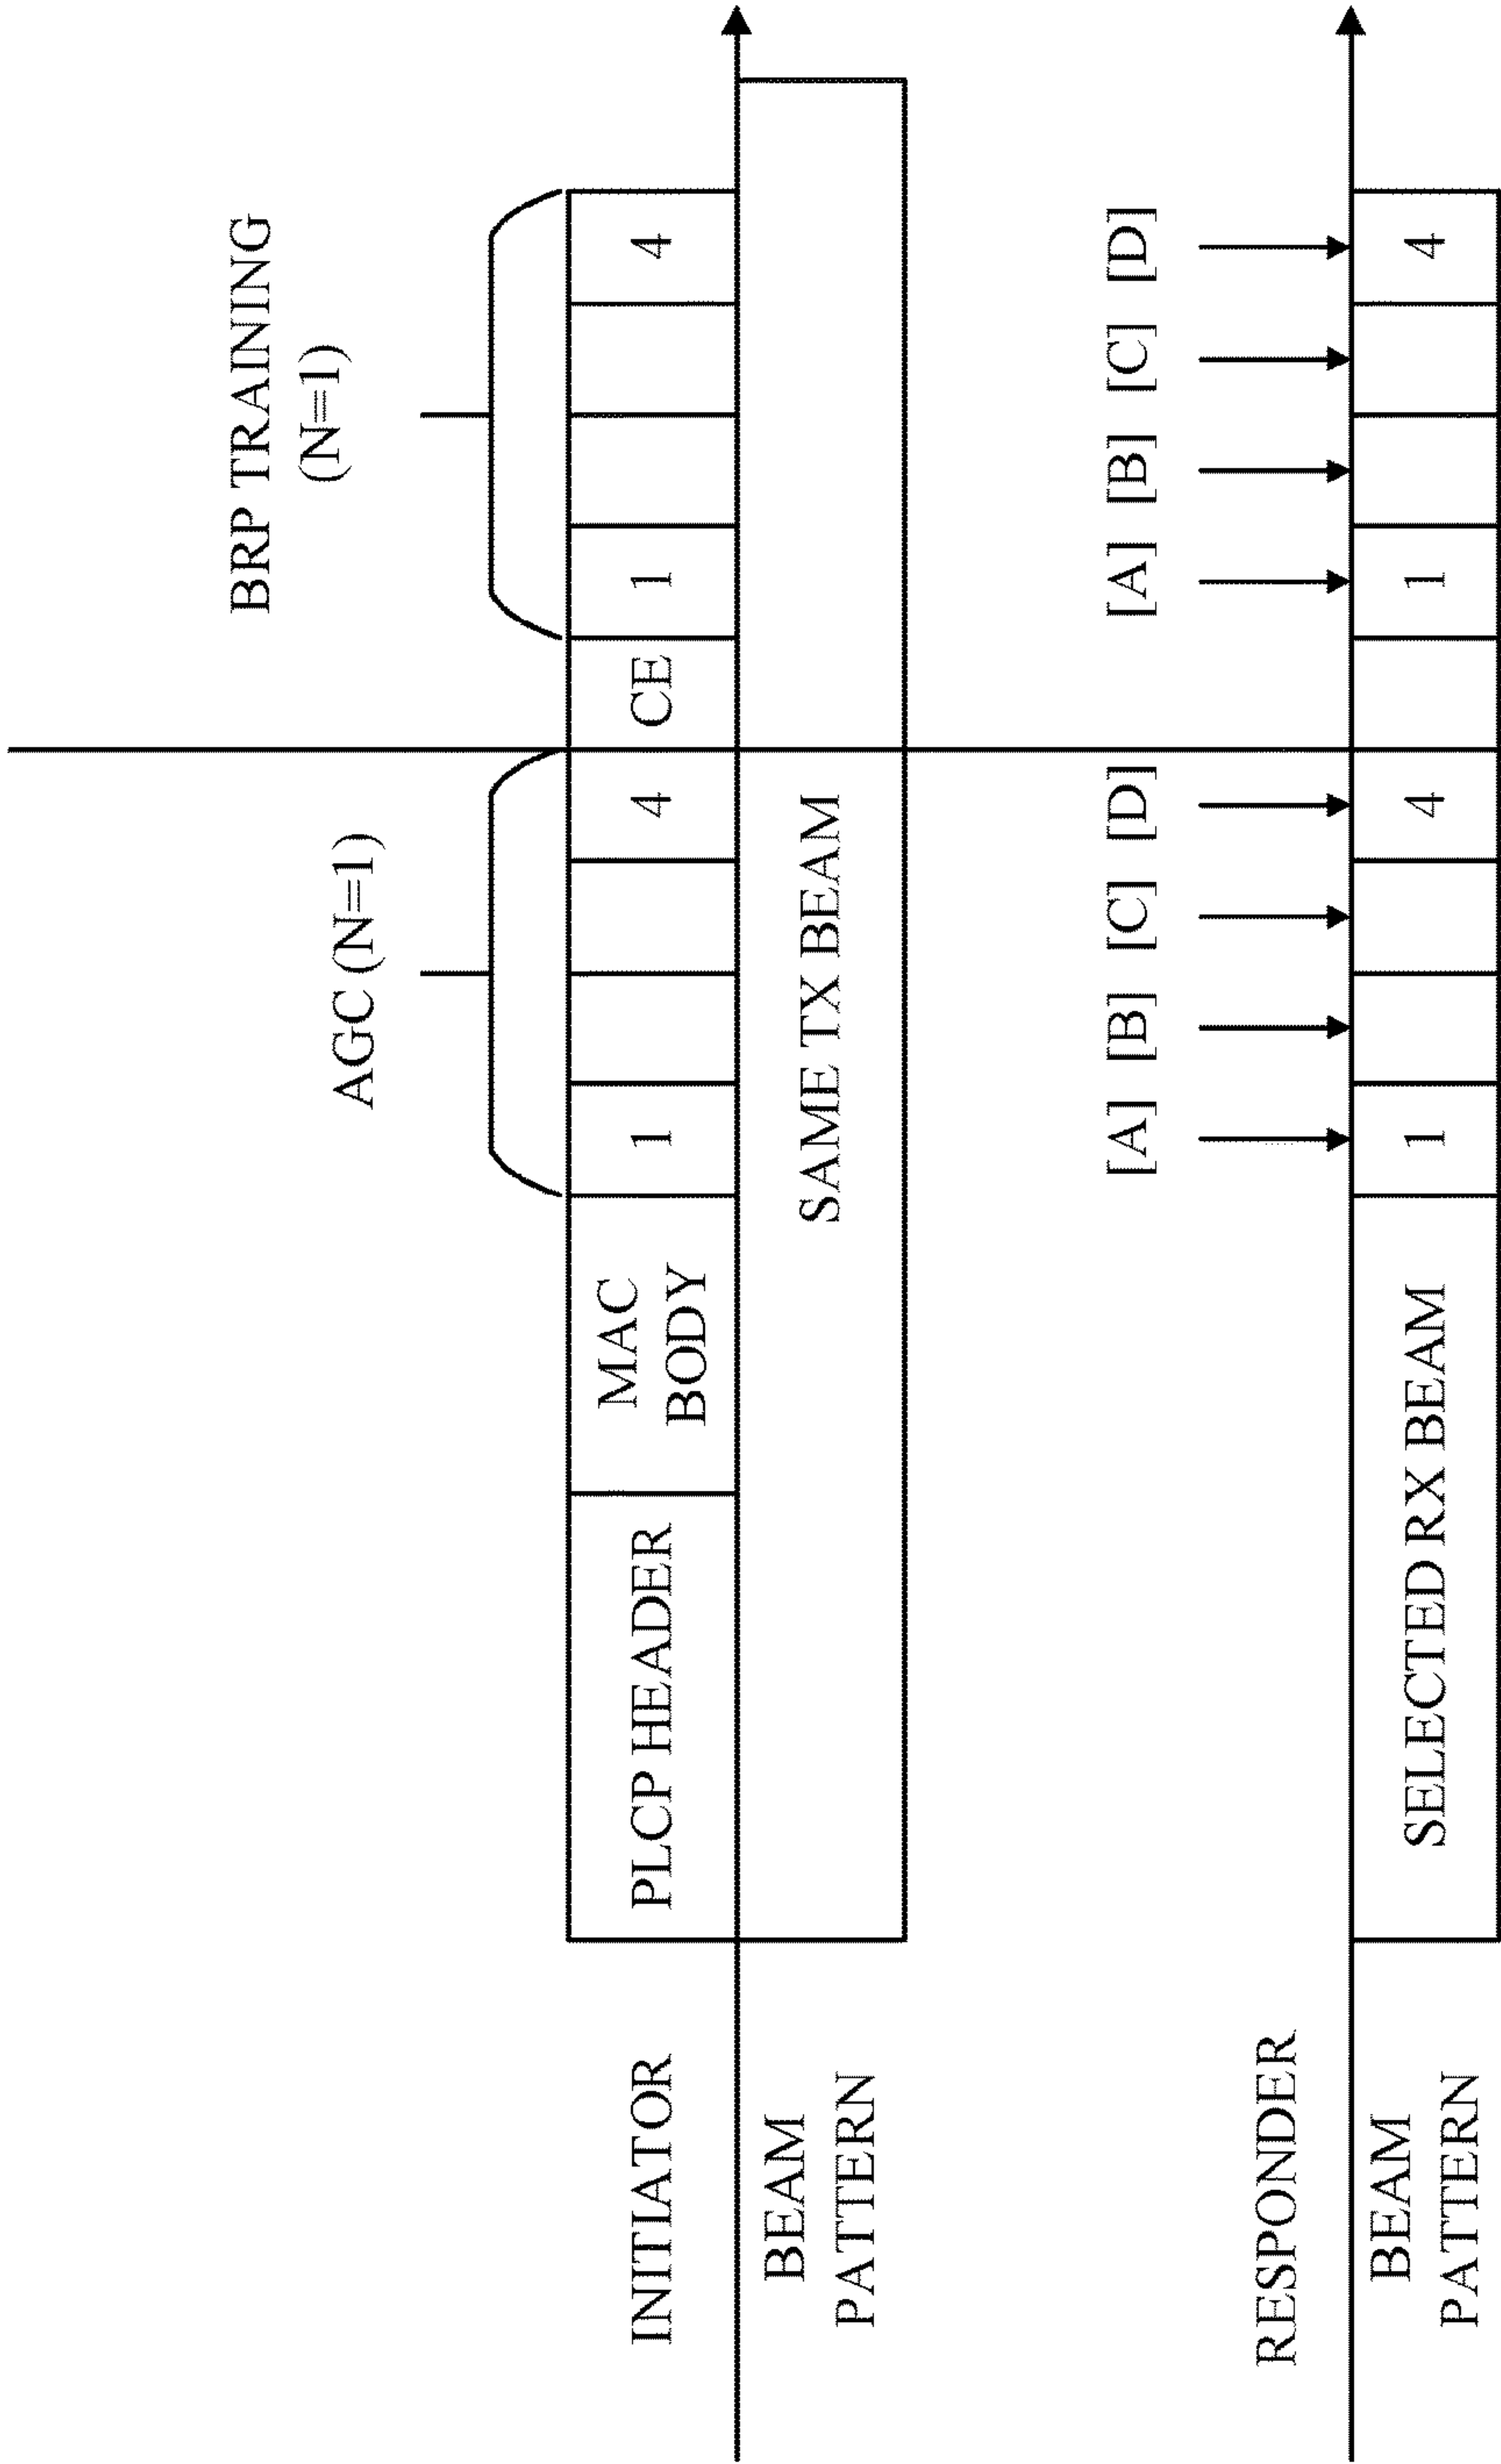 BRP TRAINING
(N=1)
AGC (N=1)
INITIATOR
PLCP HEADER
MAC
BODY
1
4
CE
1
4
BEAM
PATTERN
SAME TX BEAM
[A] [B] [C] [D]
[A] [B] [C] [D]
RESPONDER
BEAM
PATTERN
SELECTED RX BEAM
1
4
1
4